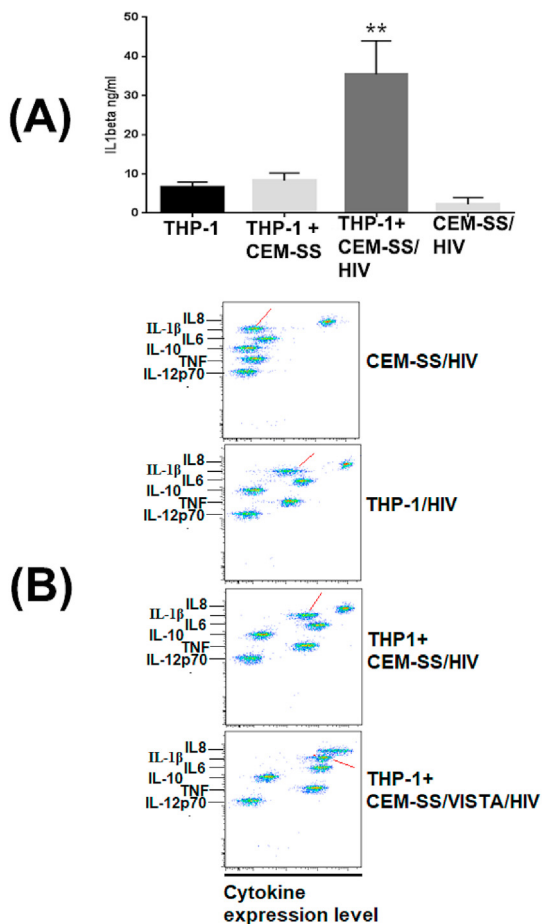 (A)
IL1beta ng/ml
50
40
30
20
10
0
**
THP-1
THP-1 +
CEM-SS
THP-1+
CEM-SS/
HIV
CEM-SS/
HIV
(B)
IL8
IL-1β
IL6
IL-10
TNF
IL-12p70
CEM-SS/HIV
IL8
IL-1β
IL6
IL-10
TNF
IL-12p70
THP-1/HIV
IL8
IL-1β
IL6
IL-10
TNF
IL-12p70
THP1+
CEM-SS/HIV
IL8
IL-1β
IL6
IL-10
TNF
IL-12p70
THP-1+
CEM-SS/VISTA/HIV
Cytokine
expression level